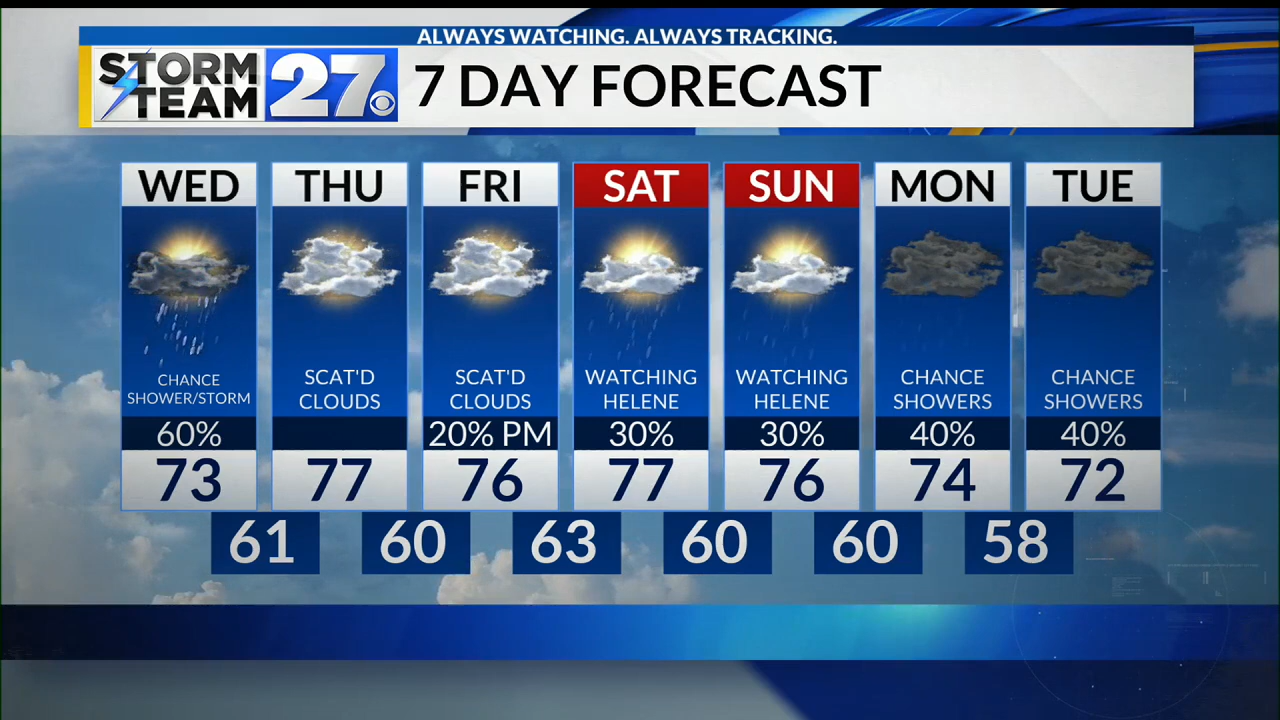 ALWAYS WATCHING. ALWAYS TRACKING.
STORM
TEAM
27
7 DAY FORECAST
WED THU FRI SAT SUN MON TUE
CHANCE SHOWER/STORM
SCAT'D CLOUDS
SCAT'D CLOUDS
WATCHING HELENE
WATCHING HELENE
CHANCE SHOWERS
CHANCE SHOWERS
60% 20% PM 30% 30% 40% 40%
73 77 76 77 76 74 72
61 60 63 60 60 58